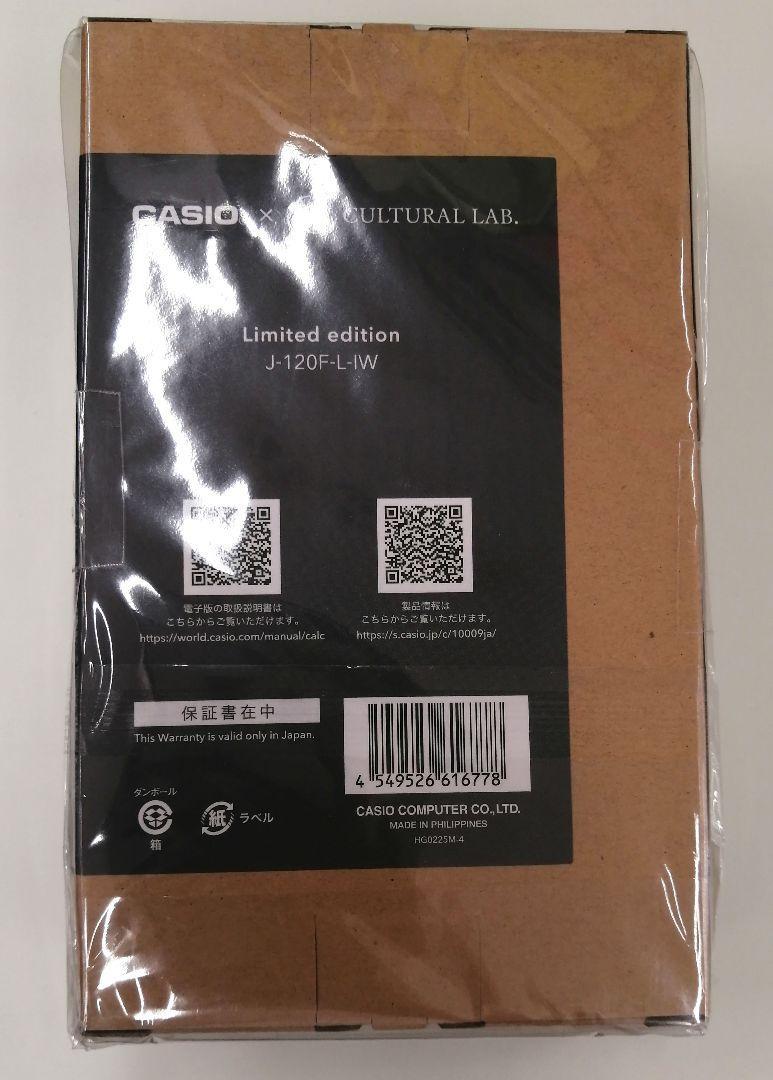 CASIO × CULTURAL LAB.
Limited edition
J-120F-L-IW
電子版の取扱説明書は
こちらからご覧いただけます。
https://world.casio.com/manual/calc
製品情報は
こちらからご覧いただけます。
https://s.casio.jp/c/10009ja/
保証書在中
This Warranty is valid only in Japan.
4 549526 616778
CASIO COMPUTER CO.,LTD.
MADE IN PHILIPPINES
HG0225M-4
ダンボール
箱
紙 ラベル